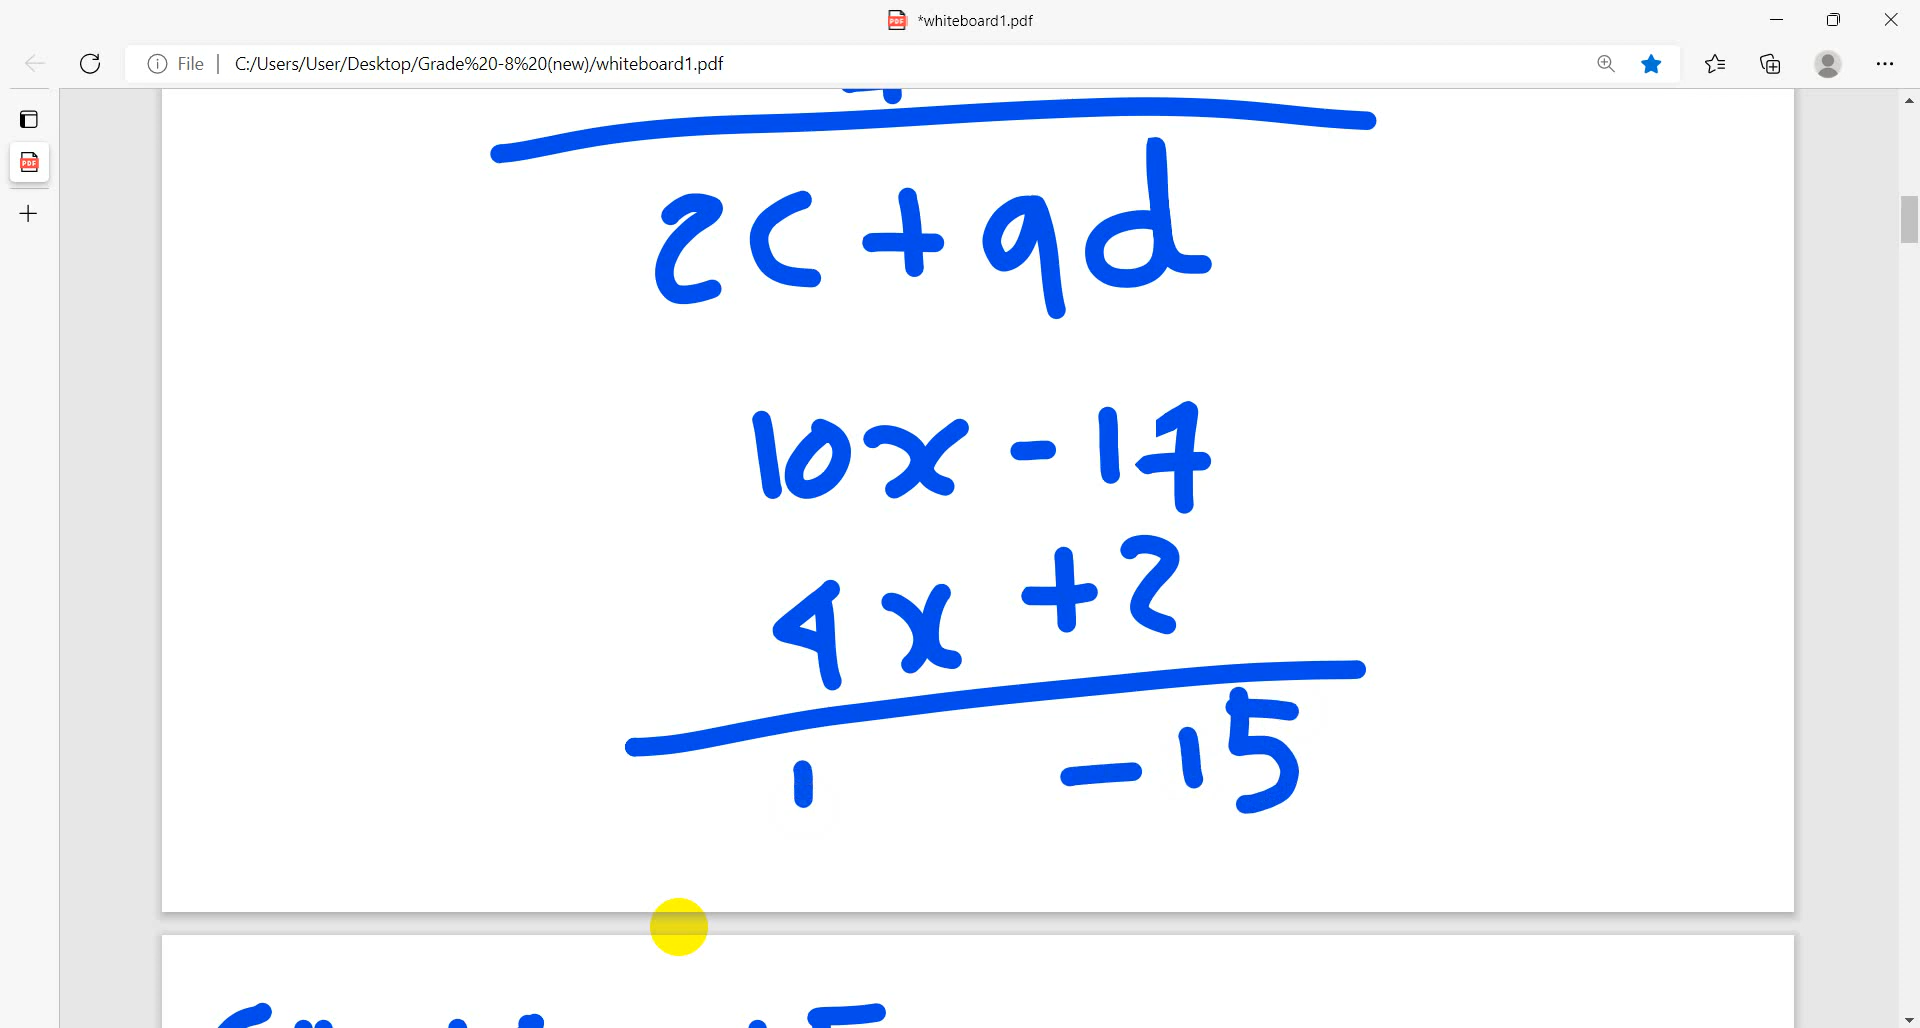 *whiteboard1.pdf
File | C:/Users/User/Desktop/Grade%20-8%20(new)/whiteboard1.pdf
2c + 9d
10x - 17
4x + 2
1 - 15